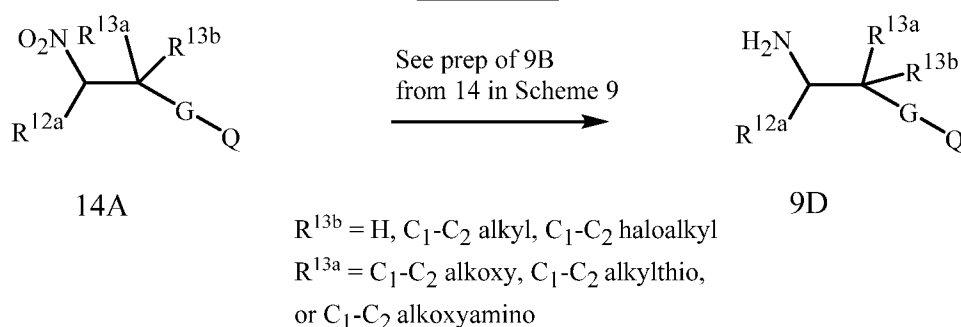 O₂N R¹³ᵃ R¹³ᵇ
R¹²ᵃ G
Q
14A
See prep of 9B
from 14 in Scheme 9
H₂N R¹³ᵃ
R¹³ᵇ
R¹²ᵃ G
Q
9D
R¹³ᵇ = H, C₁-C₂ alkyl, C₁-C₂ haloalkyl
R¹³ᵃ = C₁-C₂ alkoxy, C₁-C₂ alkylthio,
or C₁-C₂ alkoxyamino